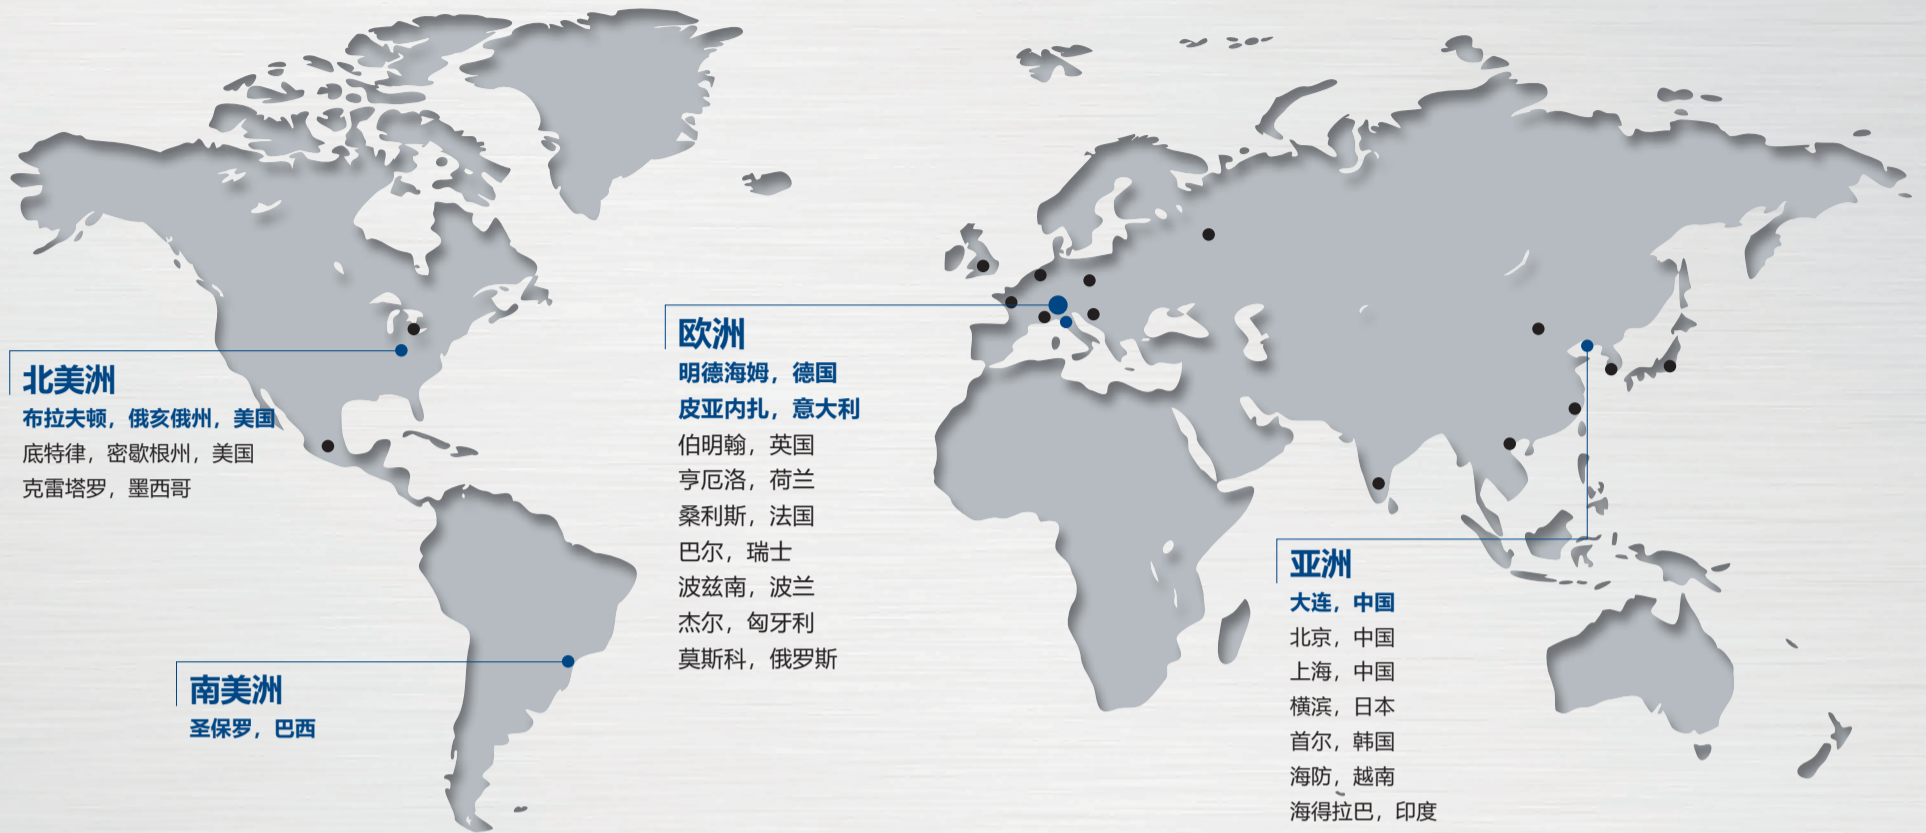 北美洲
布拉夫顿，俄亥俄州，美国
底特律，密歇根州，美国
克雷塔罗，墨西哥
南美洲
圣保罗，巴西
欧洲
明德海姆，德国
皮亚内扎，意大利
伯明翰，英国
亨厄洛，荷兰
桑利斯，法国
巴尔，瑞士
波兹南，波兰
杰尔，匈牙利
莫斯科，俄罗斯
亚洲
大连，中国
北京，中国
上海，中国
横滨，日本
首尔，韩国
海防，越南
海得拉巴，印度